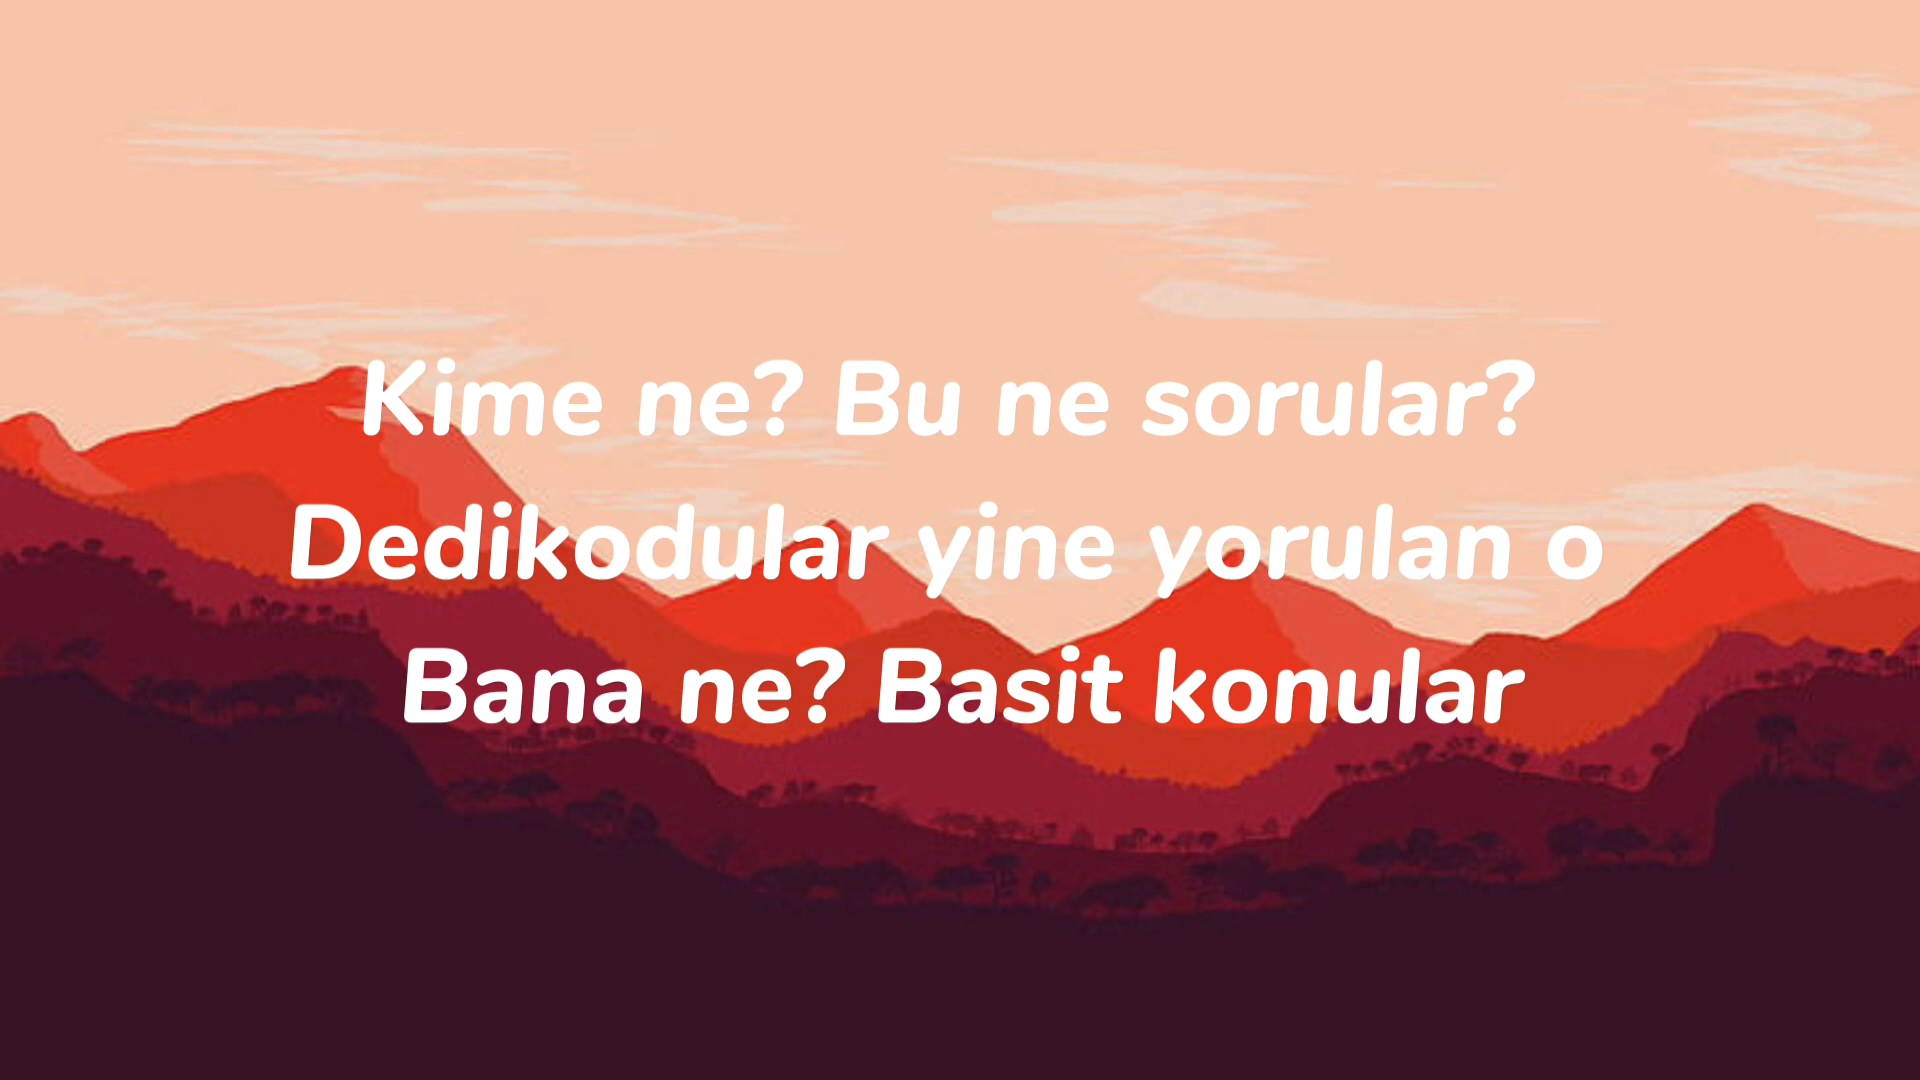 Kime ne? Bu ne sorular?
Dedikodular yine yorulan o
Bana ne? Basit konular